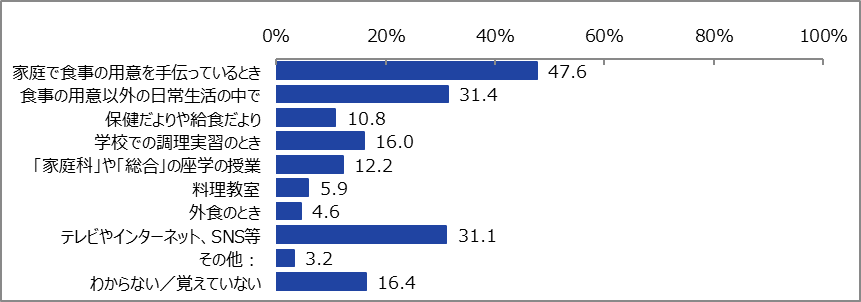 0% 20% 40% 60% 80% 100%
家庭で食事の用意を手伝っているとき 47.6
食事の用意以外の日常生活の中で 31.4
保健だよりや給食だより 10.8
学校での調理実習のとき 16.0
「家庭科」や「総合」の座学の授業 12.2
料理教室 5.9
外食のとき 4.6
テレビやインターネット、SNS等 31.1
その他： 3.2
わからない／覚えていない 16.4